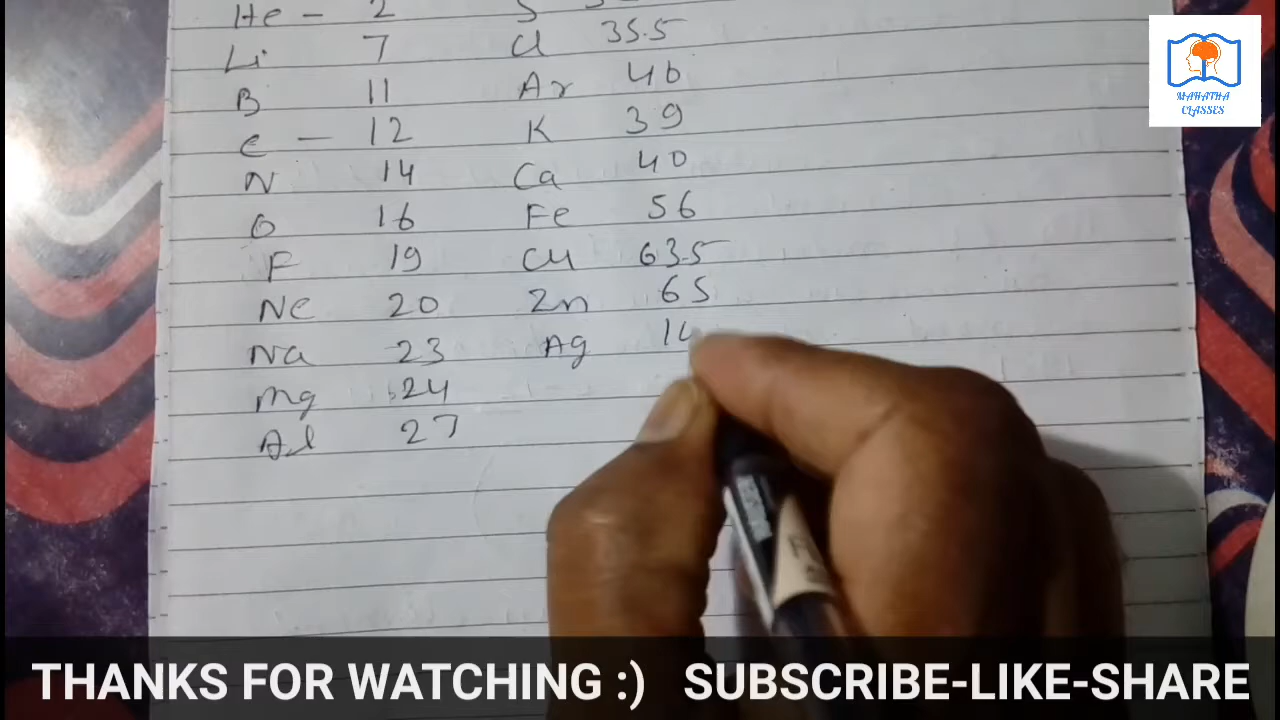 He - 2 S
Li 7 Cl 35.5
B 11 Ar 40
C - 12 K 39
N 14 Ca 40
O 16 Fe 56
F 19 Cu 63.5
Ne 20 Zn 65
Na 23 Ag
Mg 24
Al 27
MAHATHA
CLASSES
THANKS FOR WATCHING :) SUBSCRIBE-LIKE-SHARE